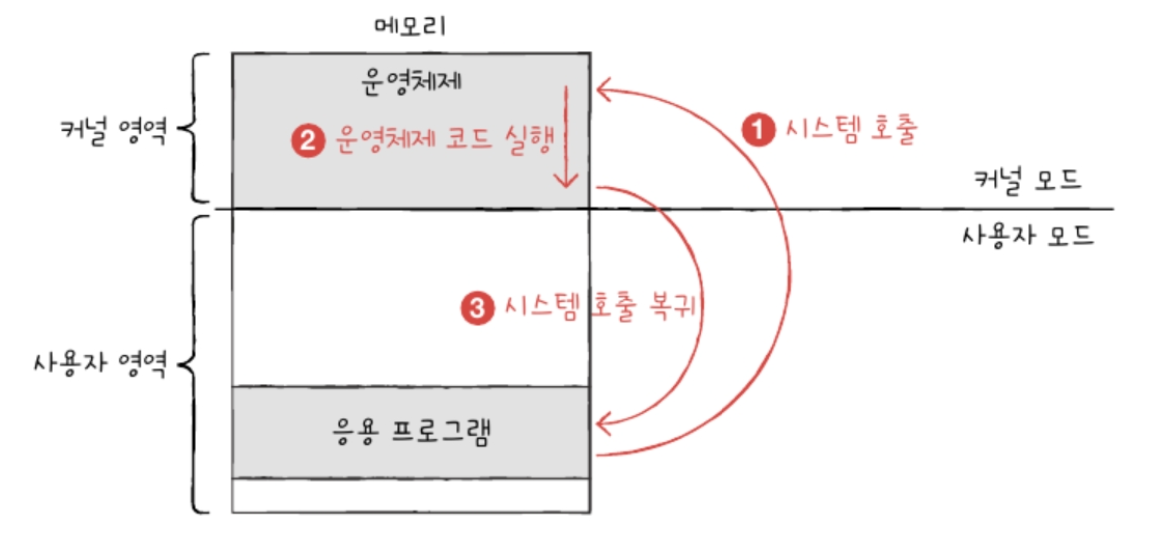 메모리
운영체제
커널 영역
2 운영체제 코드 실행
1 시스템 호출
커널 모드
사용자 모드
3 시스템 호출 복귀
사용자 영역
응용 프로그램